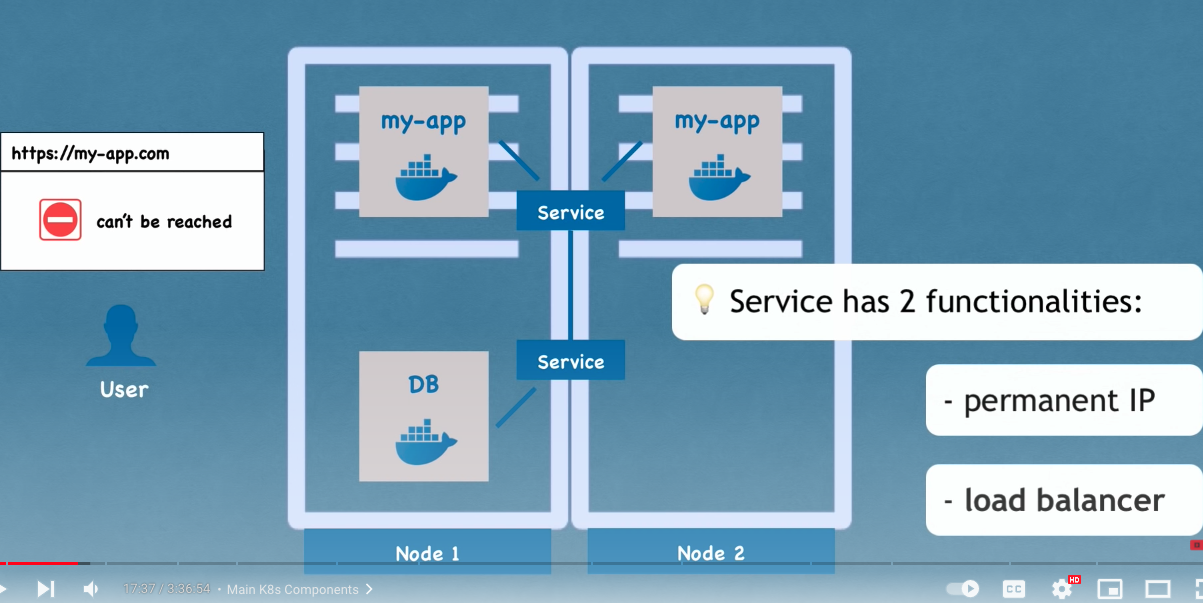 https://my-app.com
can't be reached
User
my-app
my-app
Service
Service
DB
Service has 2 functionalities:
- permanent IP
- load balancer
Node 1
Node 2
17:37 / 3:36:54 • Main K8s Components
CC
HD